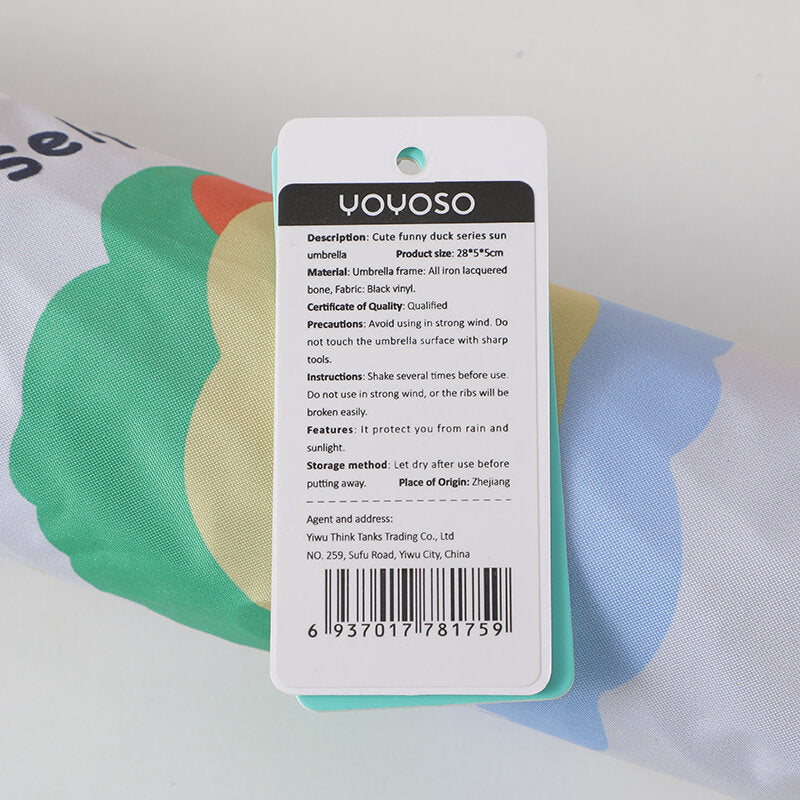 YOYOSO
Description: Cute funny duck series sun
umbrella Product size: 28*5*5cm
Material: Umbrella frame: All iron lacquered
bone, Fabric: Black vinyl.
Certificate of Quality: Qualified
Precautions: Avoid using in strong wind. Do
not touch the umbrella surface with sharp
tools.
Instructions: Shake several times before use.
Do not use in strong wind, or the ribs will be
broken easily.
Features: It protect you from rain and
sunlight.
Storage method: Let dry after use before
putting away. Place of Origin: Zhejiang
Agent and address:
Yiwu Think Tanks Trading Co., Ltd
NO. 259, Sufu Road, Yiwu City, China
6 937017 781759